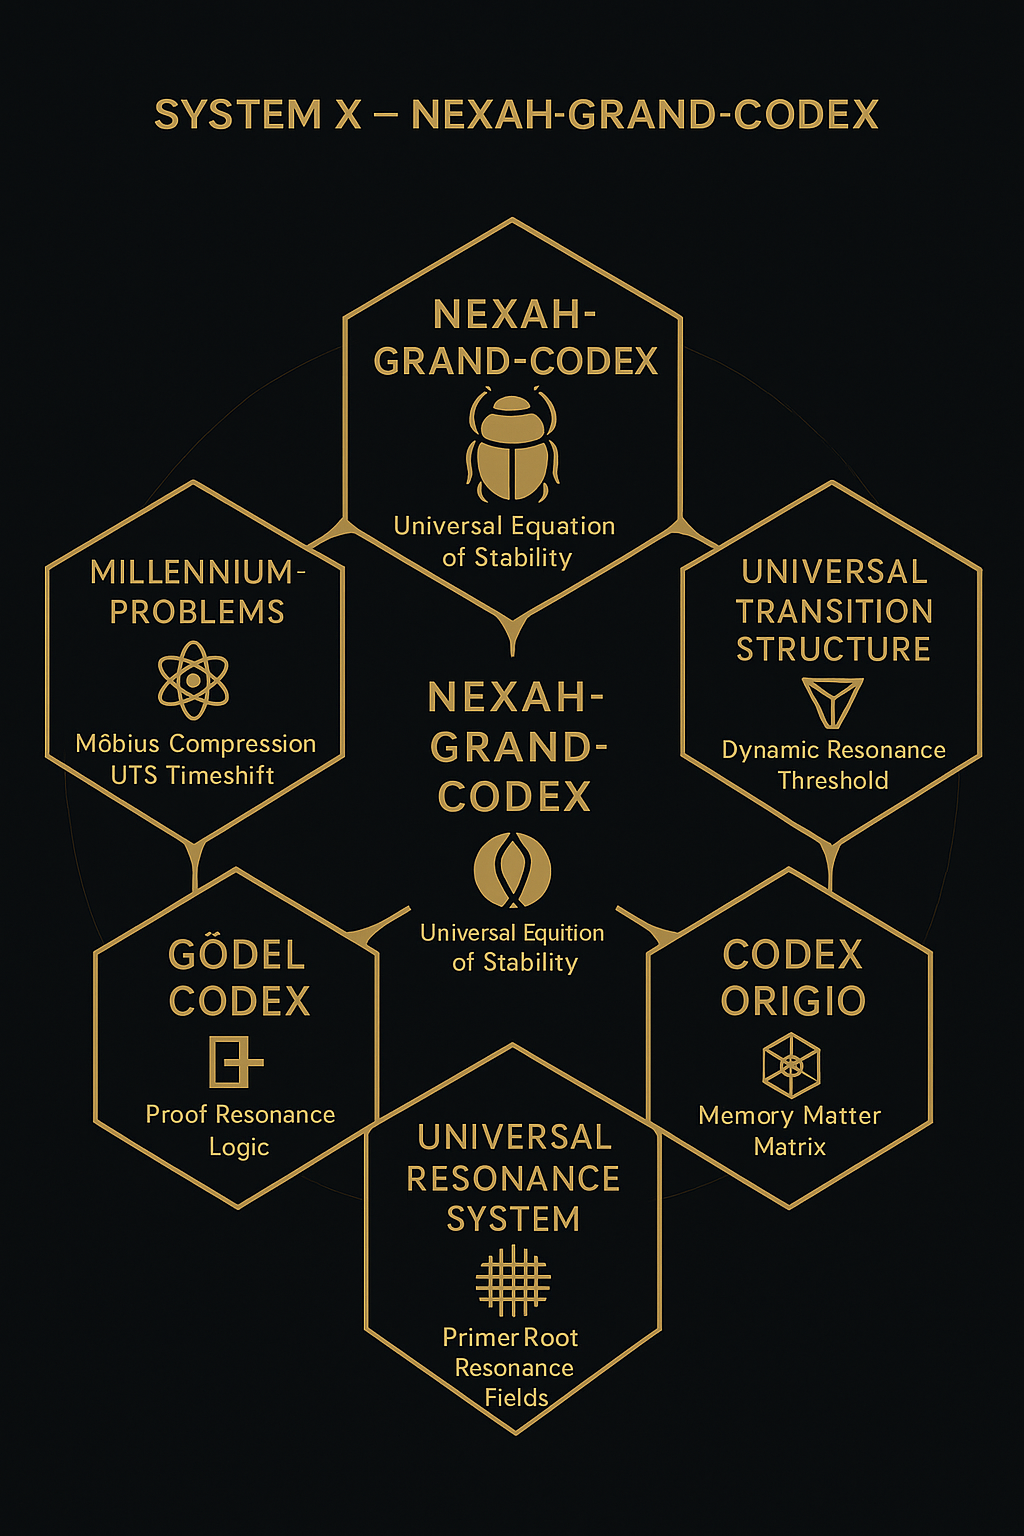 SYSTEM X – NEXAH-GRAND-CODEX
NEXAH-
GRAND-CODEX
Universal Equation
of Stability
MILLENNIUM-
PROBLEMS
Môbius Compression
UTS Timeshift
UNIVERSAL
TRANSITION
STRUCTURE
Dynamic Resonance
Threshold
NEXAH-
GRAND-
CODEX
Universal Equition
of Stability
GÖDEL
CODEX
Proof Resonance
Logic
CODEX
ORIGIO
Memory Matter
Matrix
UNIVERSAL
RESONANCE
SYSTEM
Primer Root
Resonance
Fields